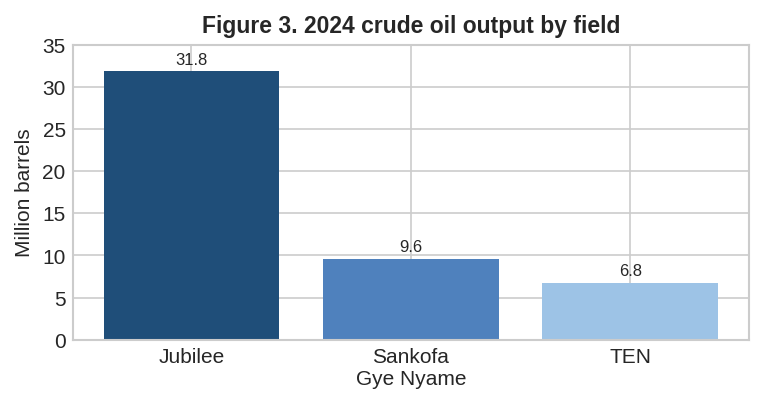 Figure 3. 2024 crude oil output by field
Million barrels
35
30
25
20
15
10
5
0
31.8
9.6
6.8
Jubilee
Sankofa
Gye Nyame
TEN